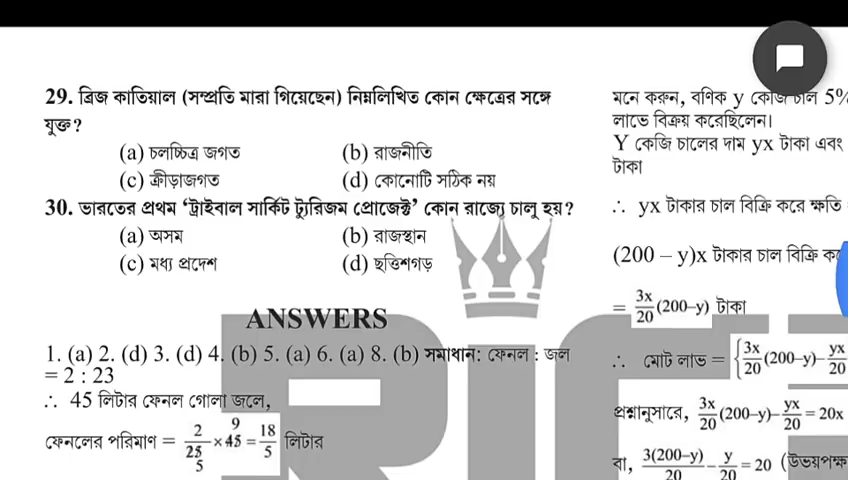 29. ব্রিজ কাতিয়াল (সম্প্রতি মারা গিয়েছেন) নিম্নলিখিত কোন ক্ষেত্রের সঙ্গে
যুক্ত?
(a) চলচ্চিত্র জগত (b) রাজনীতি
(c) ক্রীড়াজগত (d) কোনোটি সঠিক নয়
30. ভারতের প্রথম ‘ট্রাইবাল সার্কিট ট্যুরিজম প্রোজেক্ট’ কোন রাজ্যে চালু হয়?
(a) অসম (b) রাজস্থান
(c) মধ্য প্রদেশ (d) ছত্তিশগড়
ANSWERS
1. (a) 2. (d) 3. (d) 4. (b) 5. (a) 6. (a) 8. (b) সমাধান: ফেনল : জল
= 2 : 23
∴ 45 লিটার ফেনল গোলা জলে,
ফেনলের পরিমাণ = 2/25 5 × 45 9 = 18/5 লিটার
মনে করুন, বণিক y কেজি চাল 5%
লাভে বিক্রয় করেছিলেন।
Y কেজি চালের দাম yx টাকা এবং
টাকা
∴ yx টাকার চাল বিক্রি করে ক্ষতি
(200 – y)x টাকার চাল বিক্রি
= 3x/20 (200–y) টাকা
∴ মোট লাভ = {3x/20 (200–y) – yx/20
প্রশ্নানুসারে, 3x/20 (200–y) – yx/20 = 20x
বা, 3(200–y)/20 – y/20 = 20 (উভয়পক্ষ